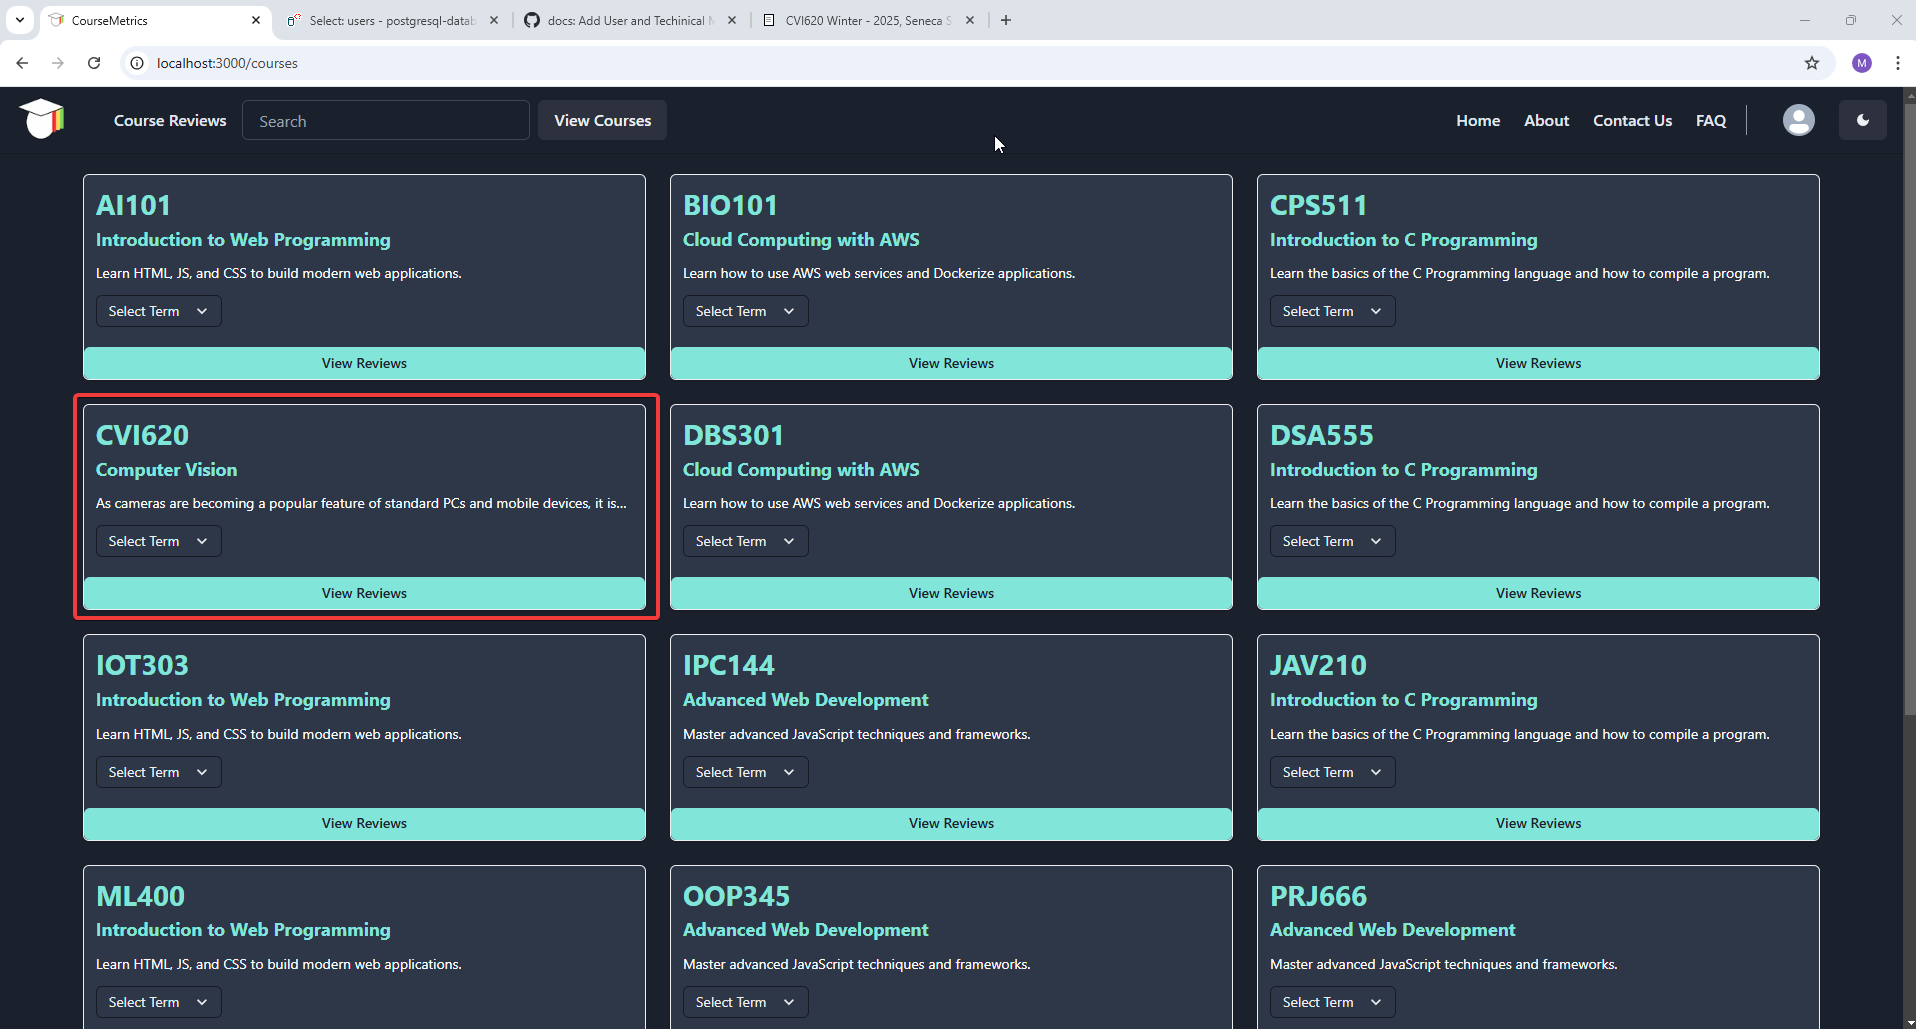 CourseMetrics
Select: users - postgresql-datab
docs: Add User and Techinical M
CVI620 Winter - 2025, Seneca S
localhost:3000/courses
M
Course Reviews
Search
View Courses
Home
About
Contact Us
FAQ
AI101
Introduction to Web Programming
Learn HTML, JS, and CSS to build modern web applications.
Select Term
View Reviews
BIO101
Cloud Computing with AWS
Learn how to use AWS web services and Dockerize applications.
Select Term
View Reviews
CPS511
Introduction to C Programming
Learn the basics of the C Programming language and how to compile a program.
Select Term
View Reviews
CVI620
Computer Vision
As cameras are becoming a popular feature of standard PCs and mobile devices, it is...
Select Term
View Reviews
DBS301
Cloud Computing with AWS
Learn how to use AWS web services and Dockerize applications.
Select Term
View Reviews
DSA555
Introduction to C Programming
Learn the basics of the C Programming language and how to compile a program.
Select Term
View Reviews
IOT303
Introduction to Web Programming
Learn HTML, JS, and CSS to build modern web applications.
Select Term
View Reviews
IPC144
Advanced Web Development
Master advanced JavaScript techniques and frameworks.
Select Term
View Reviews
JAV210
Introduction to C Programming
Learn the basics of the C Programming language and how to compile a program.
Select Term
View Reviews
ML400
Introduction to Web Programming
Learn HTML, JS, and CSS to build modern web applications.
Select Term
OOP345
Advanced Web Development
Master advanced JavaScript techniques and frameworks.
Select Term
PRJ666
Advanced Web Development
Master advanced JavaScript techniques and frameworks.
Select Term